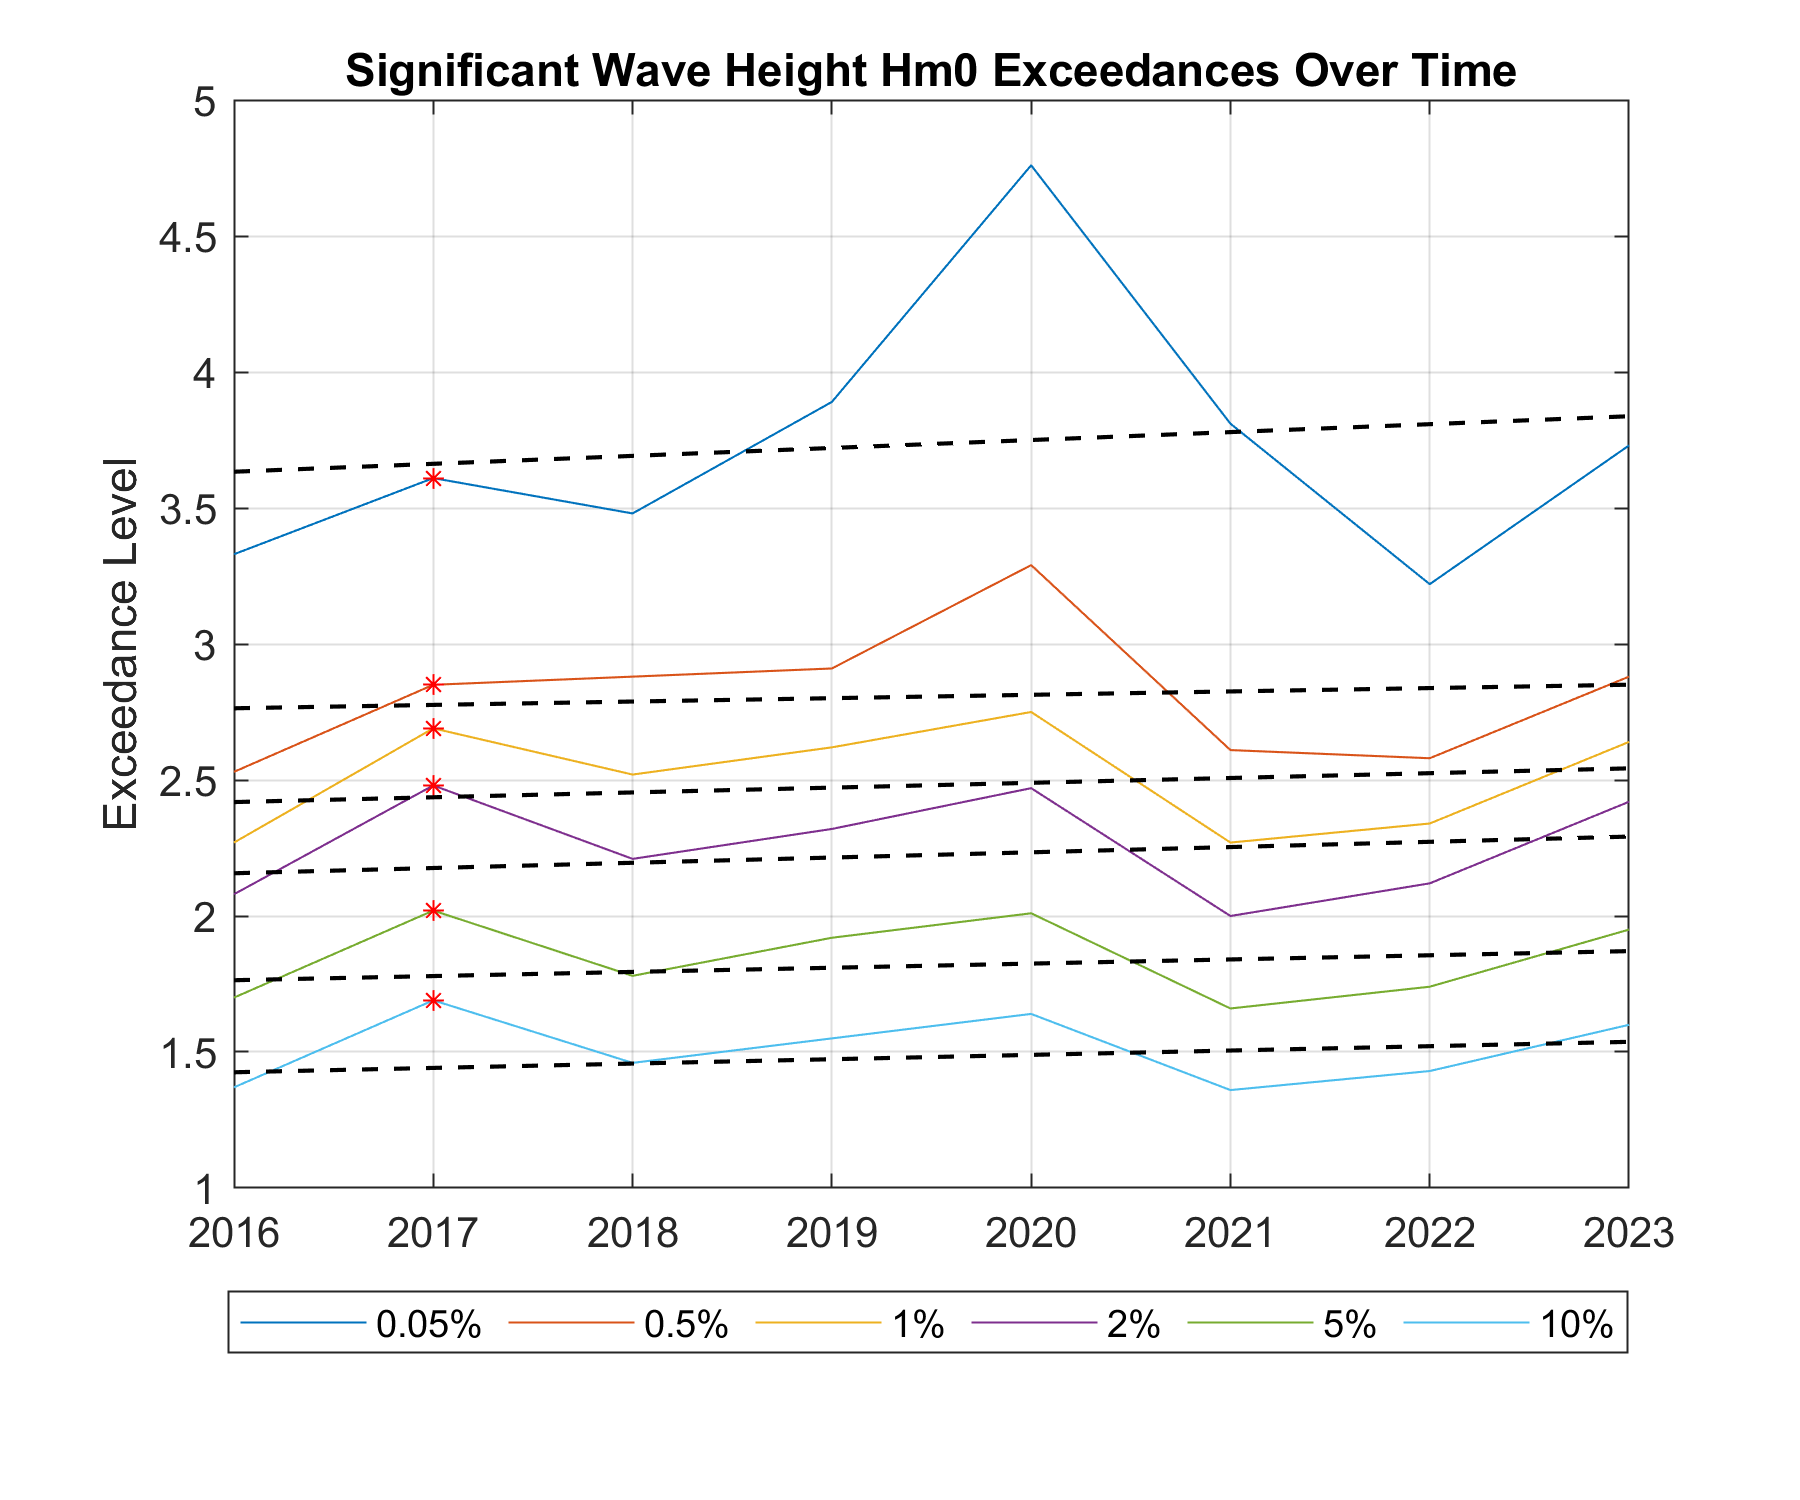 Significant Wave Height Hm0 Exceedances Over Time
5
4.5
4
3.5
3
2.5
2
1.5
1
Exceedance Level
2016 2017 2018 2019 2020 2021 2022 2023
0.05% 0.5% 1% 2% 5% 10%